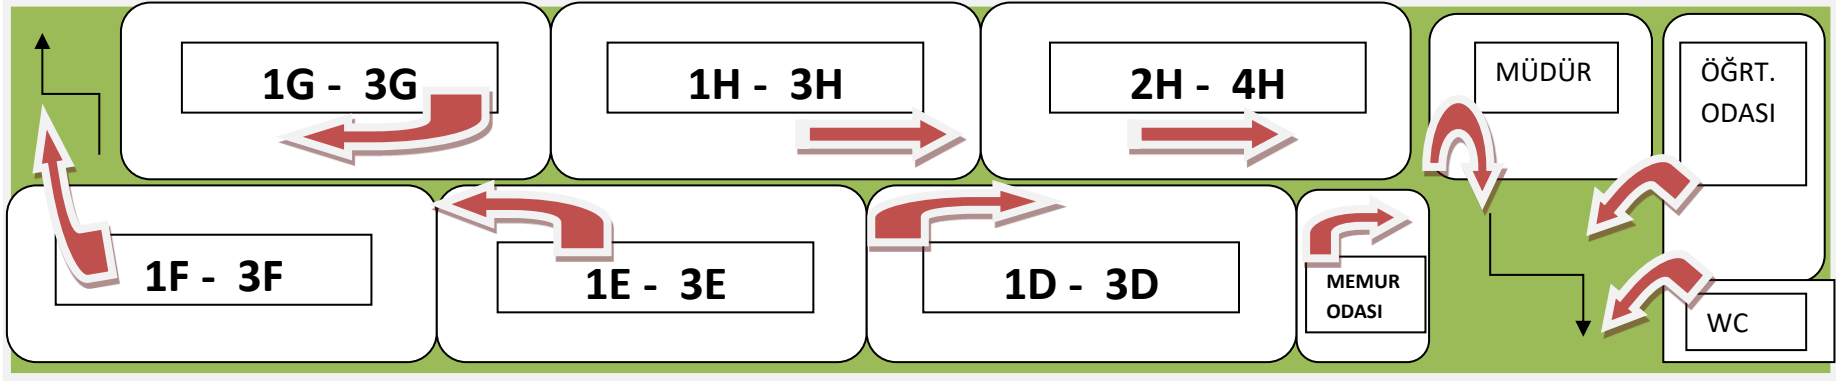 1G - 3G
1H - 3H
2H - 4H
MÜDÜR
ÖĞRT.
ODASI
1F - 3F
1E - 3E
1D - 3D
MEMUR
ODASI
WC